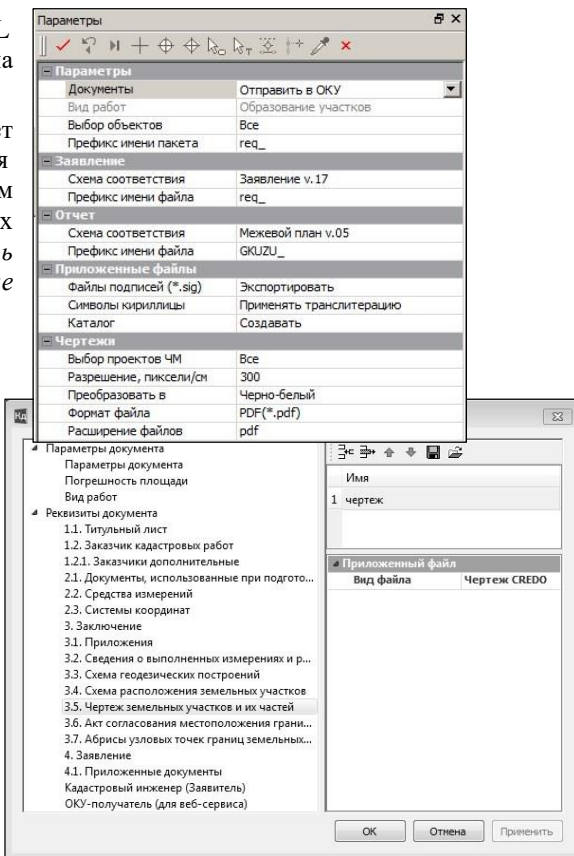 L
на
ет
я
м
х
ь
е
Параметры
Параметры
Документы Отправить в ОКУ
Вид работ Образование участков
Выбор объектов Все
Префикс имени пакета req_
Заявление
Схема соответствия Заявление v.17
Префикс имени файла req_
Отчет
Схема соответствия Межевой план v.05
Префикс имени файла GKUZU_
Приложенные файлы
Файлы подписей (*.sig) Экспортировать
Символы кириллицы Применять транслитерацию
Каталог Создавать
Чертежи
Выбор проектов ЧМ Все
Разрешение, пиксели/см 300
Преобразовать в Черно-белый
Формат файла PDF(*.pdf)
Расширение файлов pdf
Параметры документа
Параметры документа
Погрешность площади
Вид работ
Реквизиты документа
1.1. Титульный лист
1.2. Заказчик кадастровых работ
1.2.1. Заказчики дополнительные
2.1. Документы, использованные при подгото...
2.2. Средства измерений
2.3. Системы координат
3. Заключение
3.1. Приложения
3.2. Сведения о выполненных измерениях и р...
3.3. Схема геодезических построений
3.4. Схема расположения земельных участков
3.5. Чертеж земельных участков и их частей
3.6. Акт согласования местоположения грани...
3.7. Абрисы узловых точек границ земельных...
4. Заявление
4.1. Приложенные документы
Кадастровый инженер (Заявитель)
ОКУ-получатель (для веб-сервиса)
Имя
1 чертеж
Приложенный файл
Вид файла Чертеж CREDO
ОК Отмена Применить